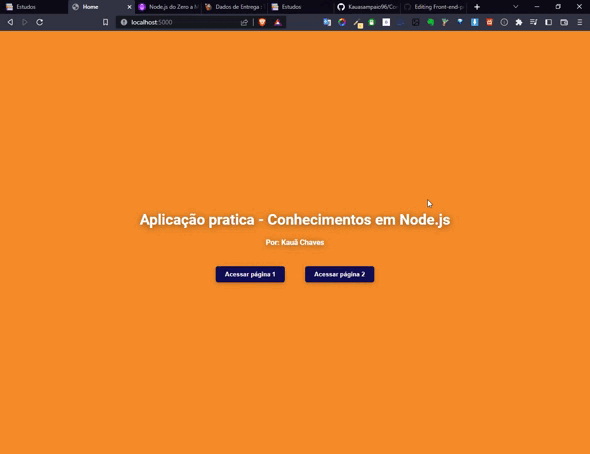 Estudos
Home
Node.js do Zero a
Dados de Entrega :
Estudos
Kauasampaio96/Co
Editing Front-end-p
localhost:5000
Aplicação pratica - Conhecimentos em Node.js
Por: Kauã Chaves
Acessar página 1
Acessar página 2